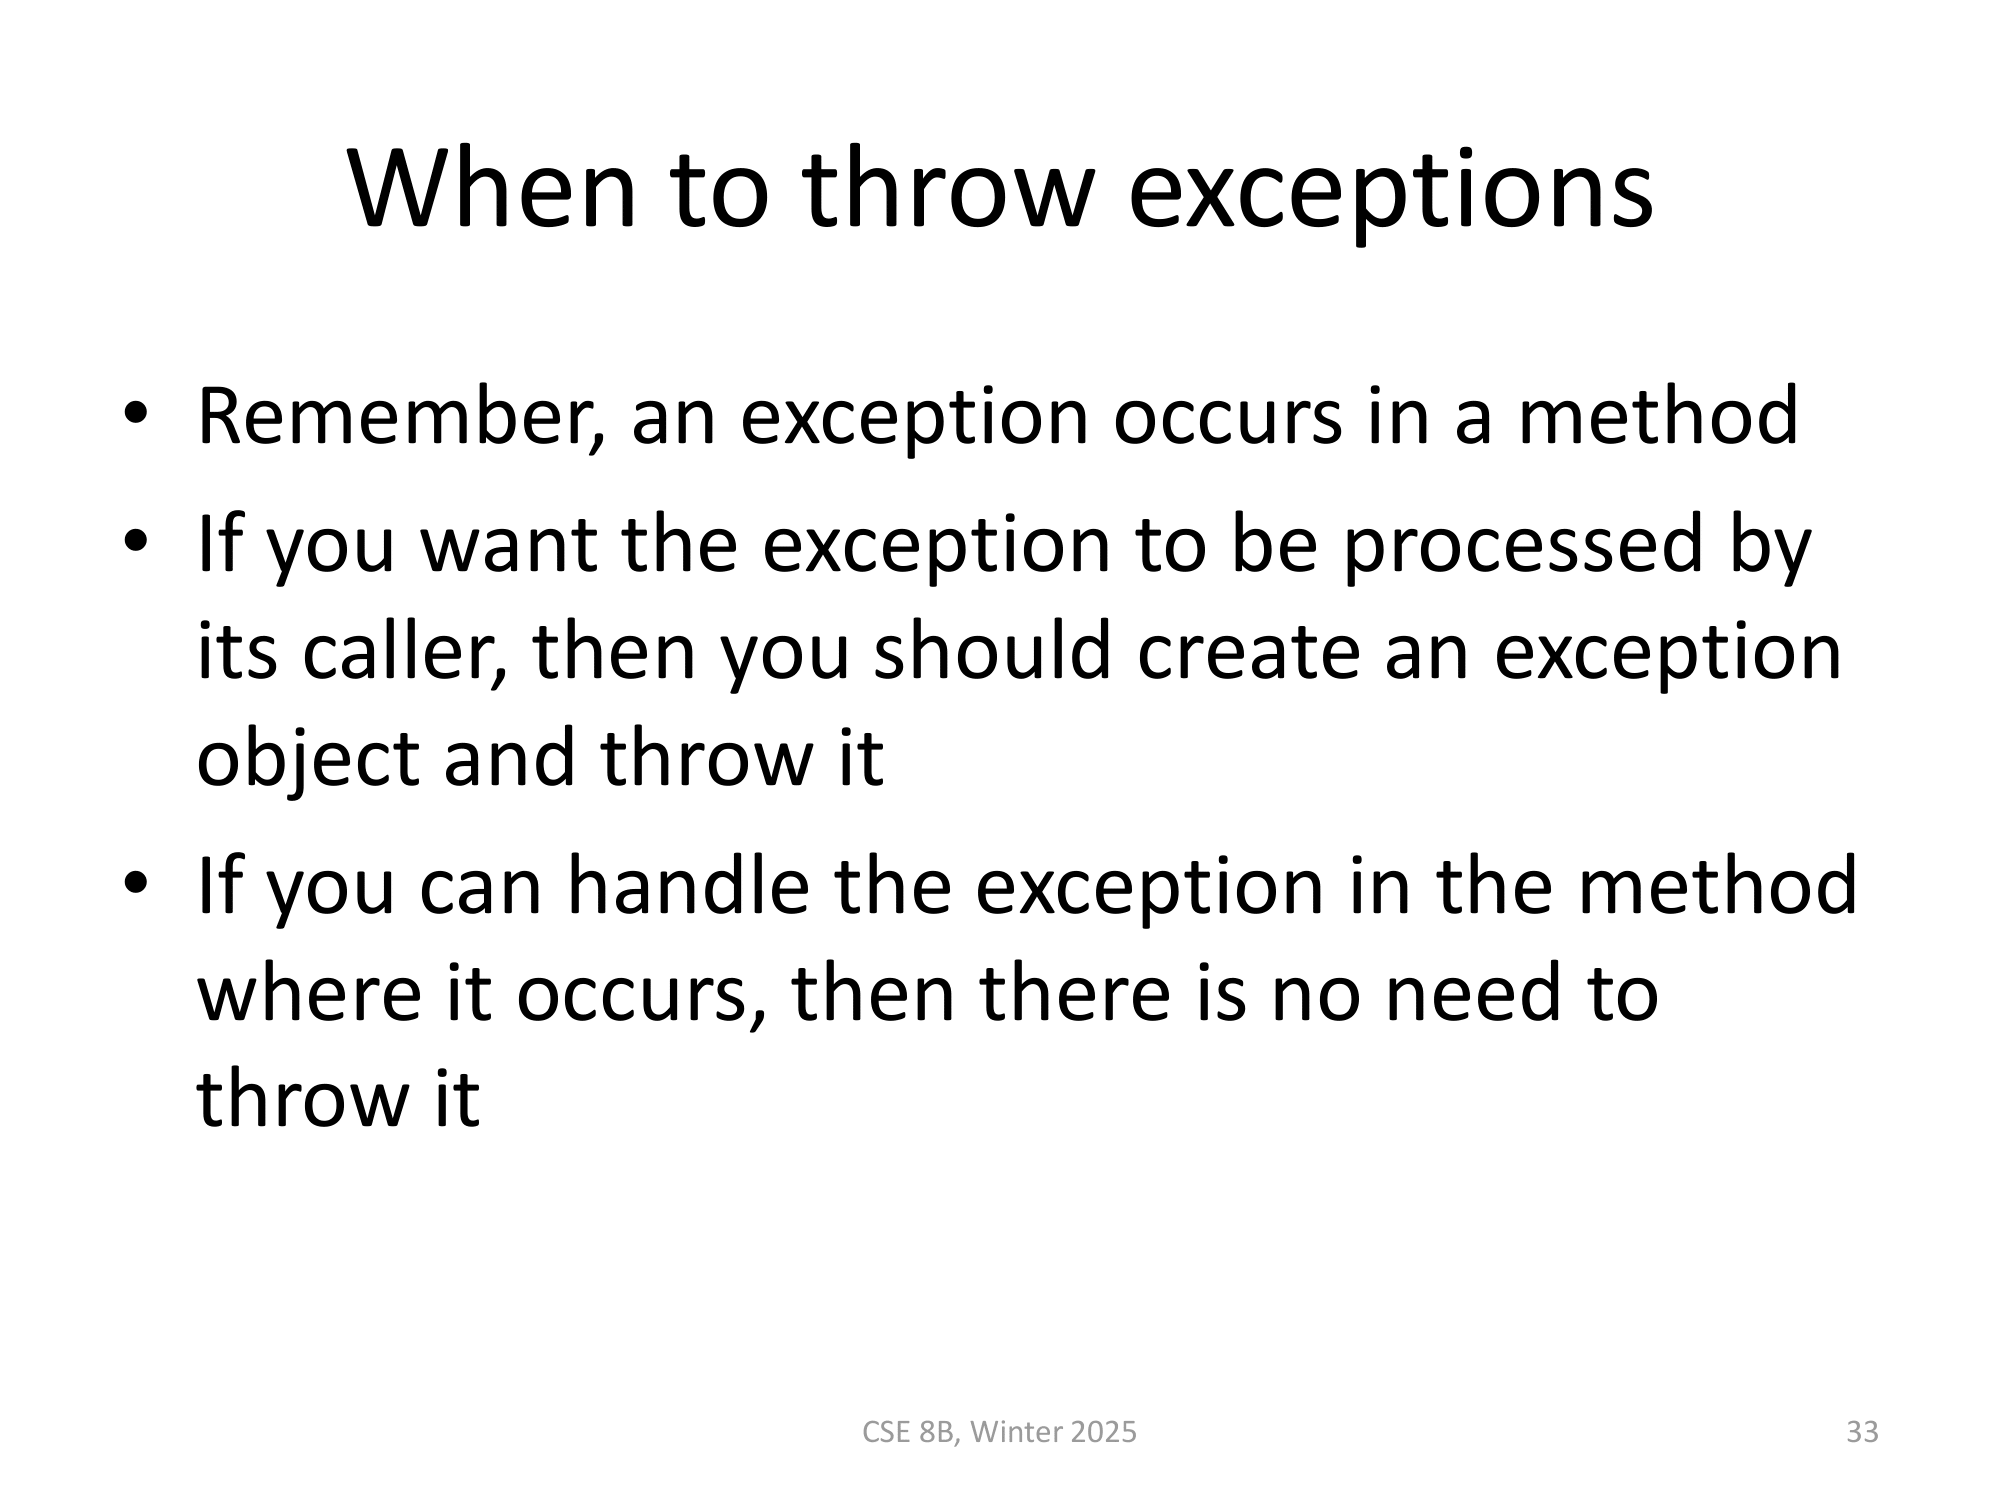 When to throw exceptions
• Remember, an exception occurs in a method
• If you want the exception to be processed by
its caller, then you should create an exception
object and throw it
• If you can handle the exception in the method
where it occurs, then there is no need to
throw it
CSE 8B, Winter 2025
33